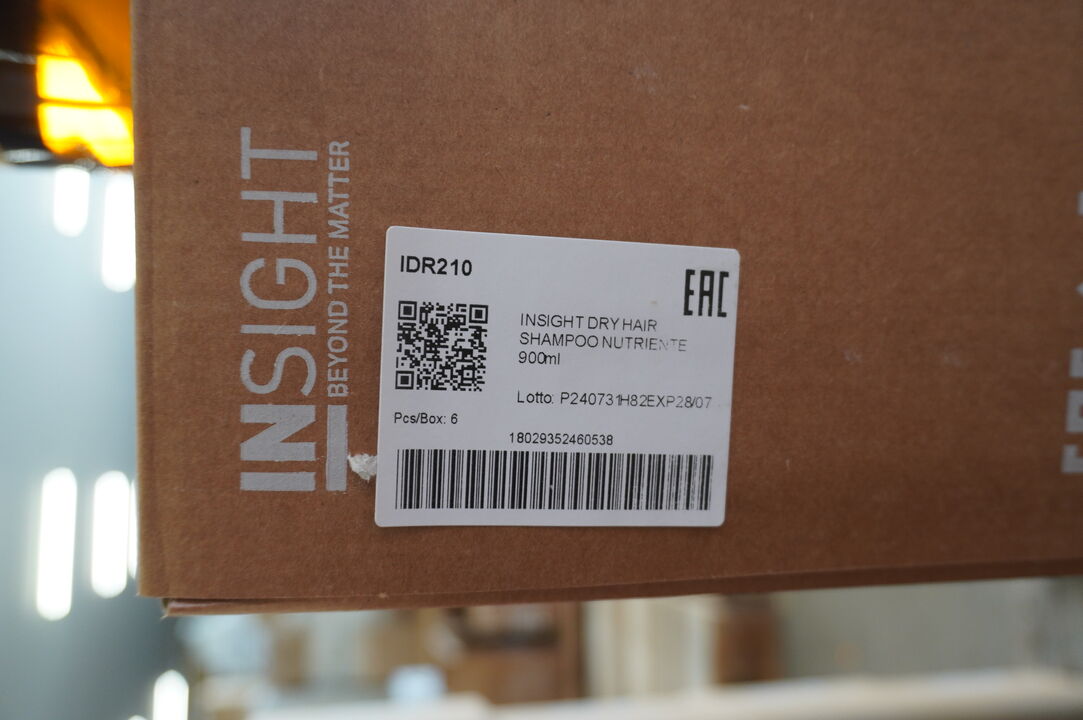 INSIGHT
BEYOND THE MATTER
IDR210
EAC
INSIGHT DRY HAIR
SHAMPOO NUTRIENTE
900ml
Lotto: P240731H82EXP28/07
Pcs/Box: 6
18029352460538